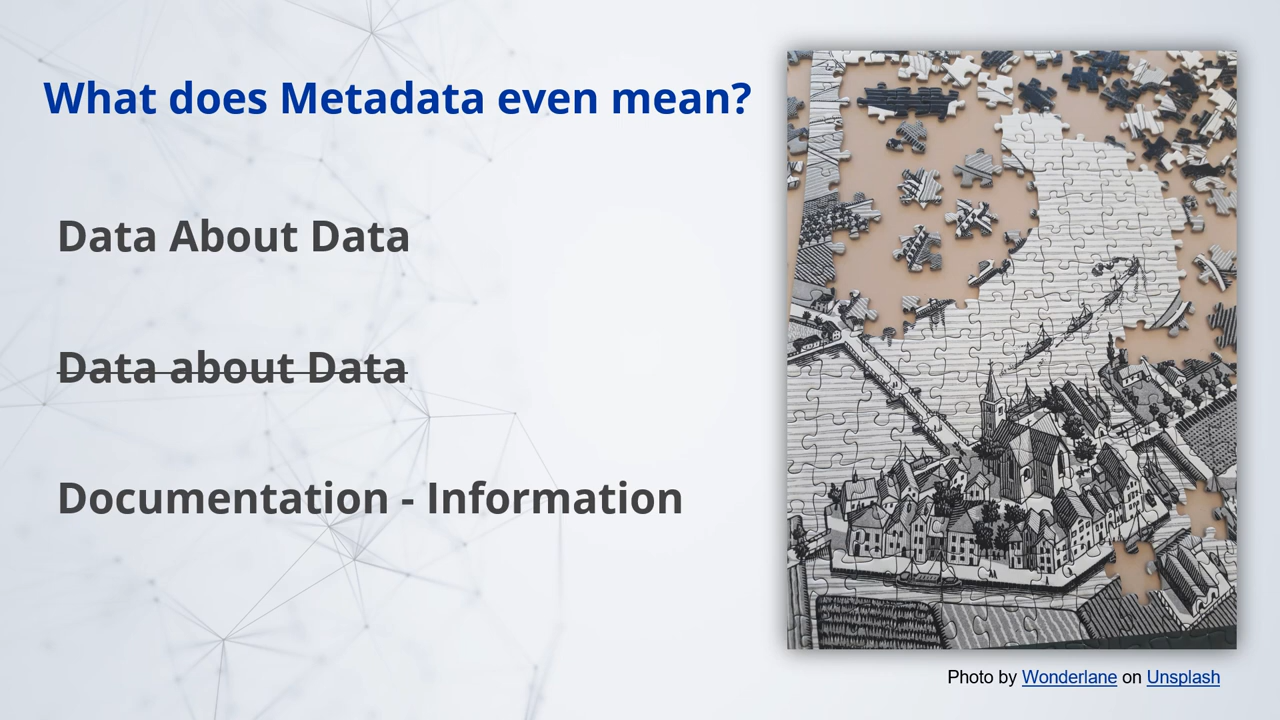 What does Metadata even mean?
Data About Data
Data about Data
Documentation - Information
Photo by Wonderlane on Unsplash